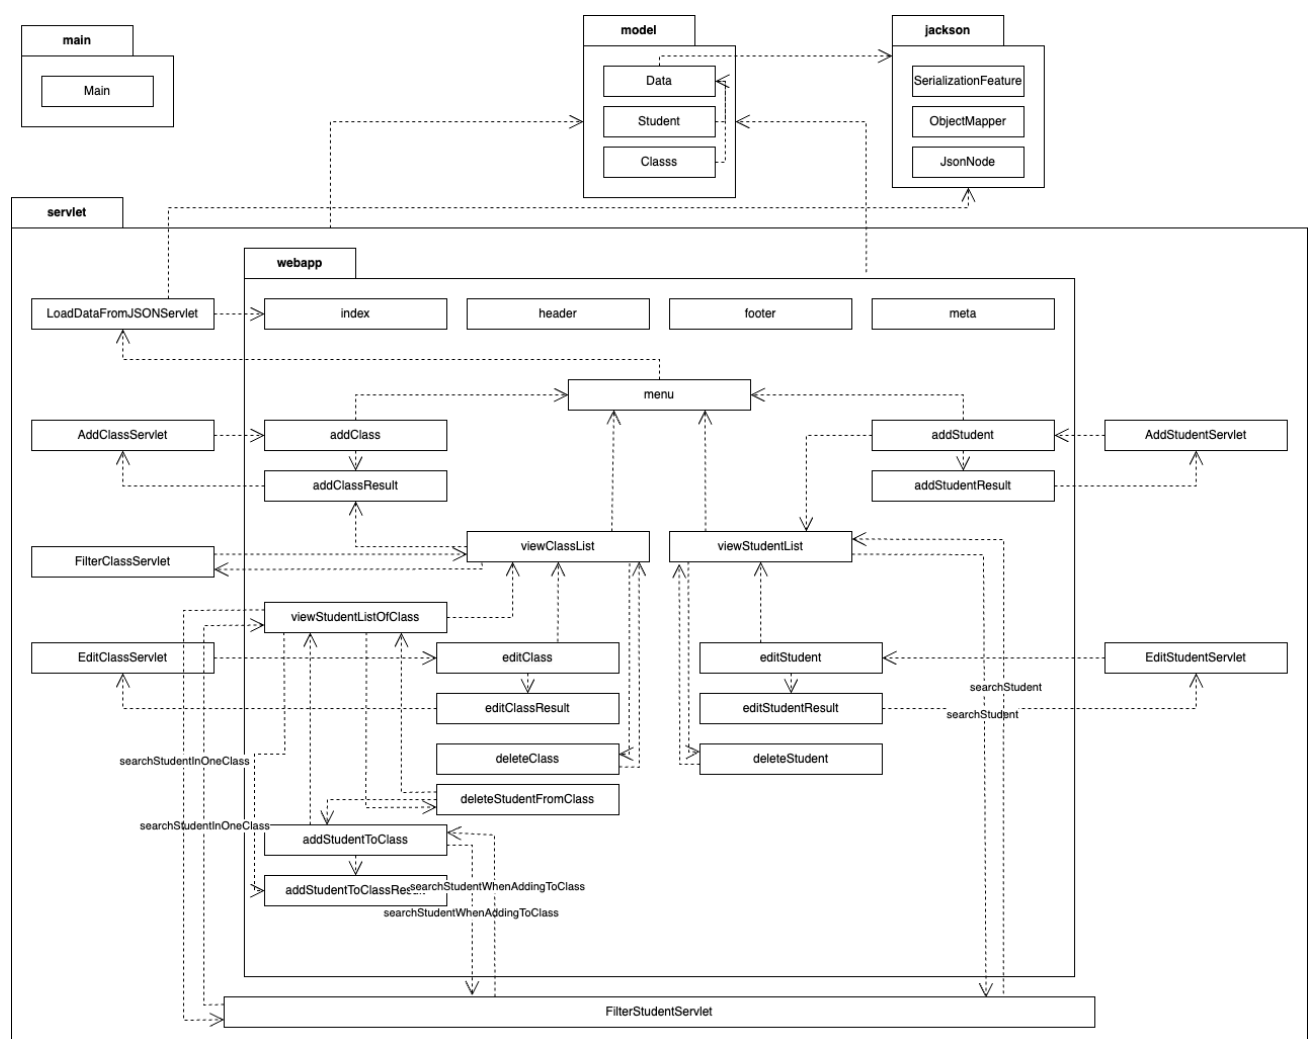 main
model
jackson
Main
Data
SerializationFeature
Student
ObjectMapper
Classs
JsonNode
servlet
webapp
LoadDataFromJSONServlet
index
header
footer
meta
menu
AddClassServlet
addClass
addStudent
AddStudentServlet
addClassResult
addStudentResult
viewClassList
viewStudentList
FilterClassServlet
viewStudentListOfClass
EditClassServlet
editClass
editStudent
EditStudentServlet
searchStudent
editClassResult
editStudentResult
searchStudent
deleteClass
deleteStudent
searchStudentInOneClass
deleteStudentFromClass
searchStudentInOneClass
addStudentToClass
searchStudentWhenAddingToClass
searchStudentWhenAddingToClass
FilterStudentServlet